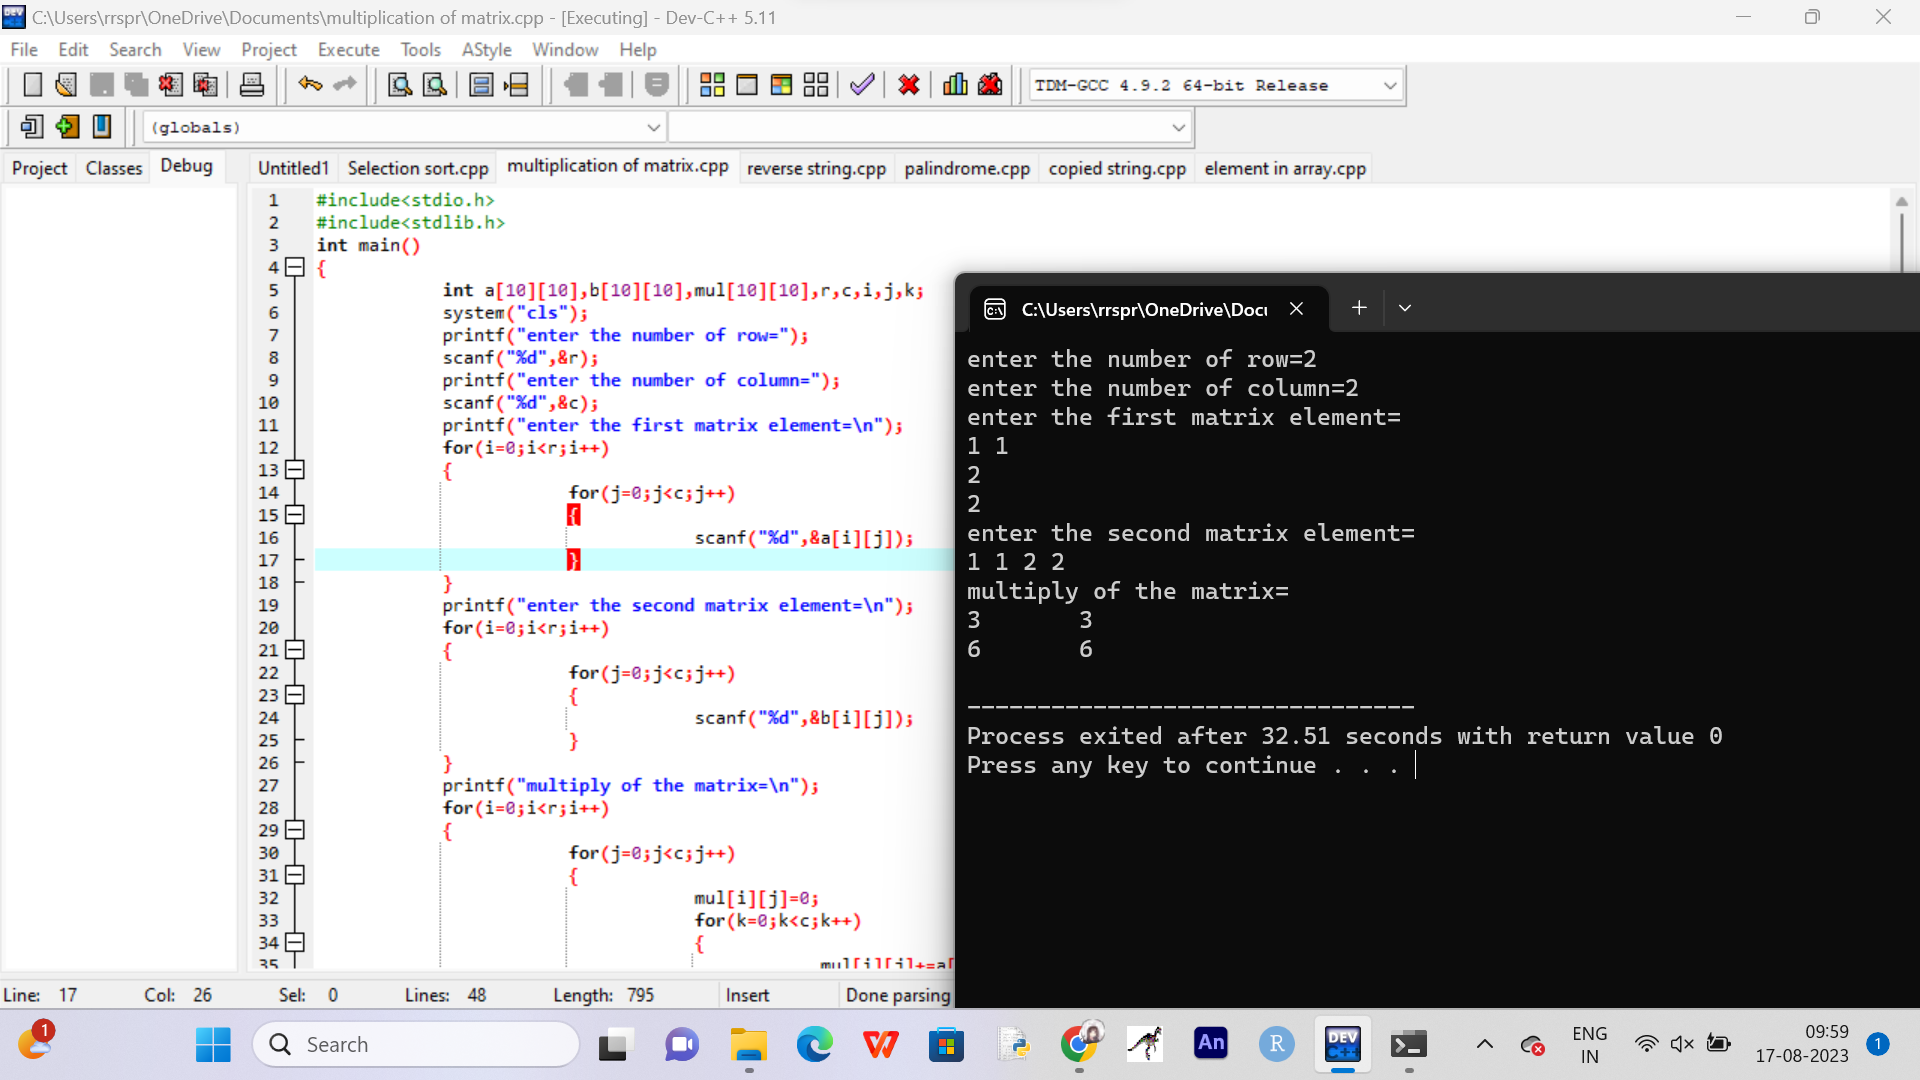 C:\Users\rrspr\OneDrive\Documents\multiplication of matrix.cpp - [Executing] - Dev-C++ 5.11
File Edit Search View Project Execute Tools AStyle Window Help
TDM-GCC 4.9.2 64-bit Release
(globals)
Project Classes Debug
Untitled1 Selection sort.cpp multiplication of matrix.cpp reverse string.cpp palindrome.cpp copied string.cpp element in array.cpp
1 #include<stdio.h>
2 #include<stdlib.h>
3 int main()
4 {
5 int a[10][10],b[10][10],mul[10][10],r,c,i,j,k;
6 system("cls");
7 printf("enter the number of row=");
8 scanf("%d",&r);
9 printf("enter the number of column=");
10 scanf("%d",&c);
11 printf("enter the first matrix element=\n");
12 for(i=0;i<r;i++)
13 {
14 for(j=0;j<c;j++)
15 {
16 scanf("%d",&a[i][j]);
17 }
18 }
19 printf("enter the second matrix element=\n");
20 for(i=0;i<r;i++)
21 {
22 for(j=0;j<c;j++)
23 {
24 scanf("%d",&b[i][j]);
25 }
26 }
27 printf("multiply of the matrix=\n");
28 for(i=0;i<r;i++)
29 {
30 for(j=0;j<c;j++)
31 {
32 mul[i][j]=0;
33 for(k=0;k<c;k++)
34 {
35 mul[i][j]+=a[
C:\Users\rrspr\OneDrive\Docu
enter the number of row=2
enter the number of column=2
enter the first matrix element=
1 1
2
2
enter the second matrix element=
1 1 2 2
multiply of the matrix=
3 3
6 6
--------------------------------
Process exited after 32.51 seconds with return value 0
Press any key to continue . . .
Line: 17 Col: 26 Sel: 0 Lines: 48 Length: 795 Insert Done parsing
1
Search
An
R
DEV C++
ENG
IN
09:59
17-08-2023
1